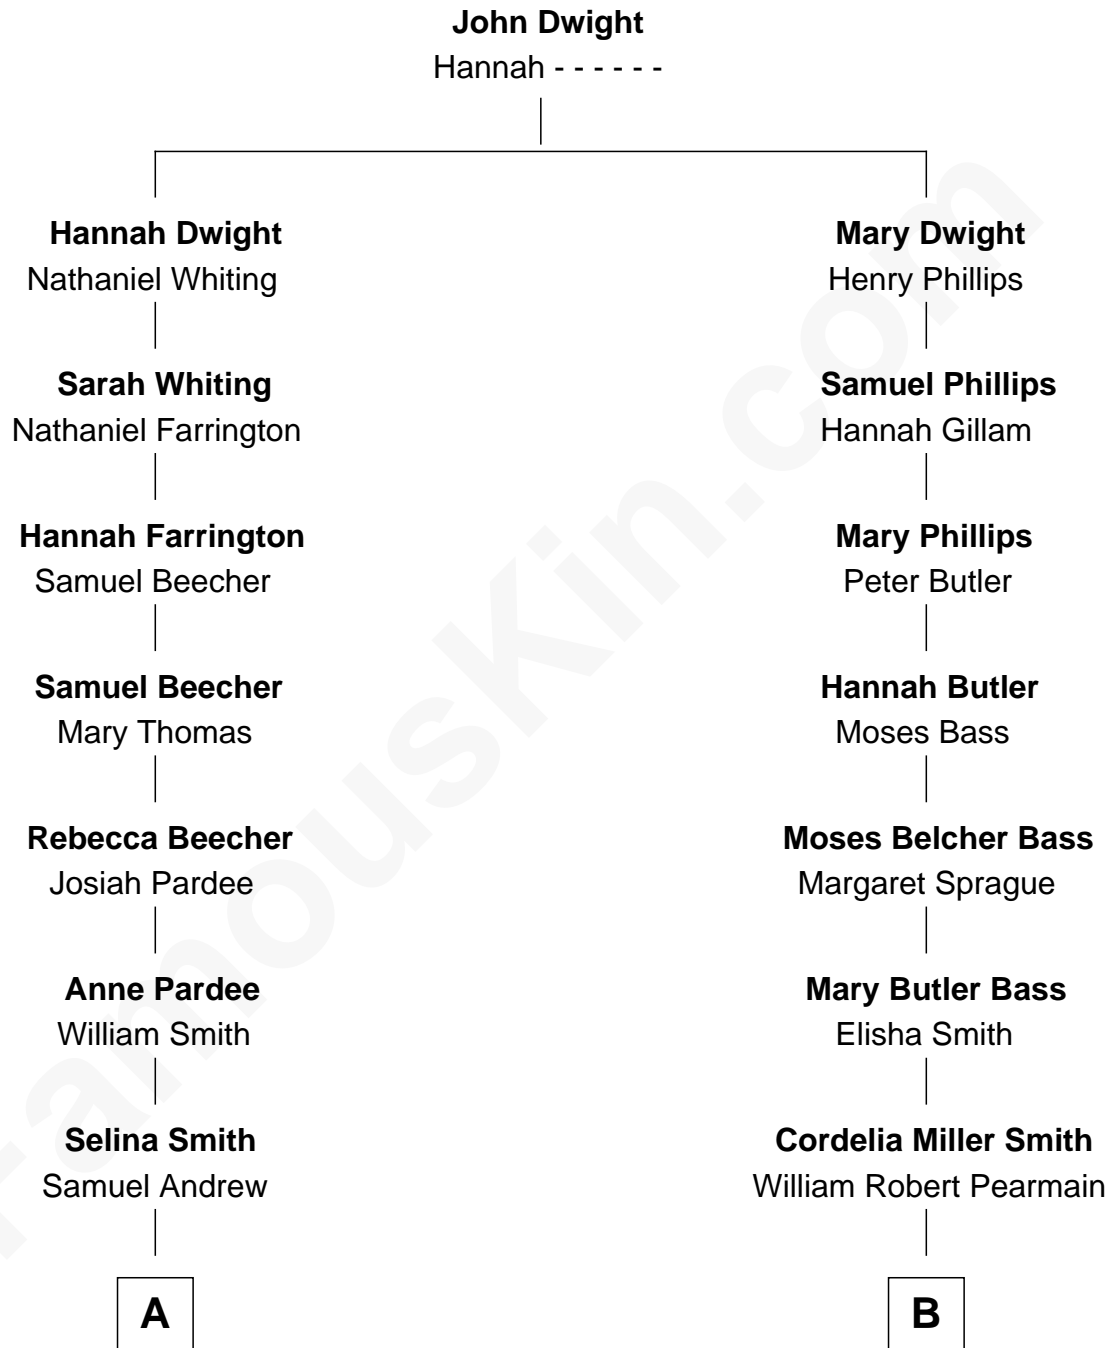 John Dwight
Hannah - - - - - -
Hannah Dwight
Nathaniel Whiting
Mary Dwight
Henry Phillips
Sarah Whiting
Nathaniel Farrington
Samuel Phillips
Hannah Gillam
Hannah Farrington
Samuel Beecher
Mary Phillips
Peter Butler
Samuel Beecher
Mary Thomas
Hannah Butler
Moses Bass
Rebecca Beecher
Josiah Pardee
Moses Belcher Bass
Margaret Sprague
Anne Pardee
William Smith
Mary Butler Bass
Elisha Smith
Selina Smith
Samuel Andrew
Cordelia Miller Smith
William Robert Pearmain
A
B
FamousKin.com